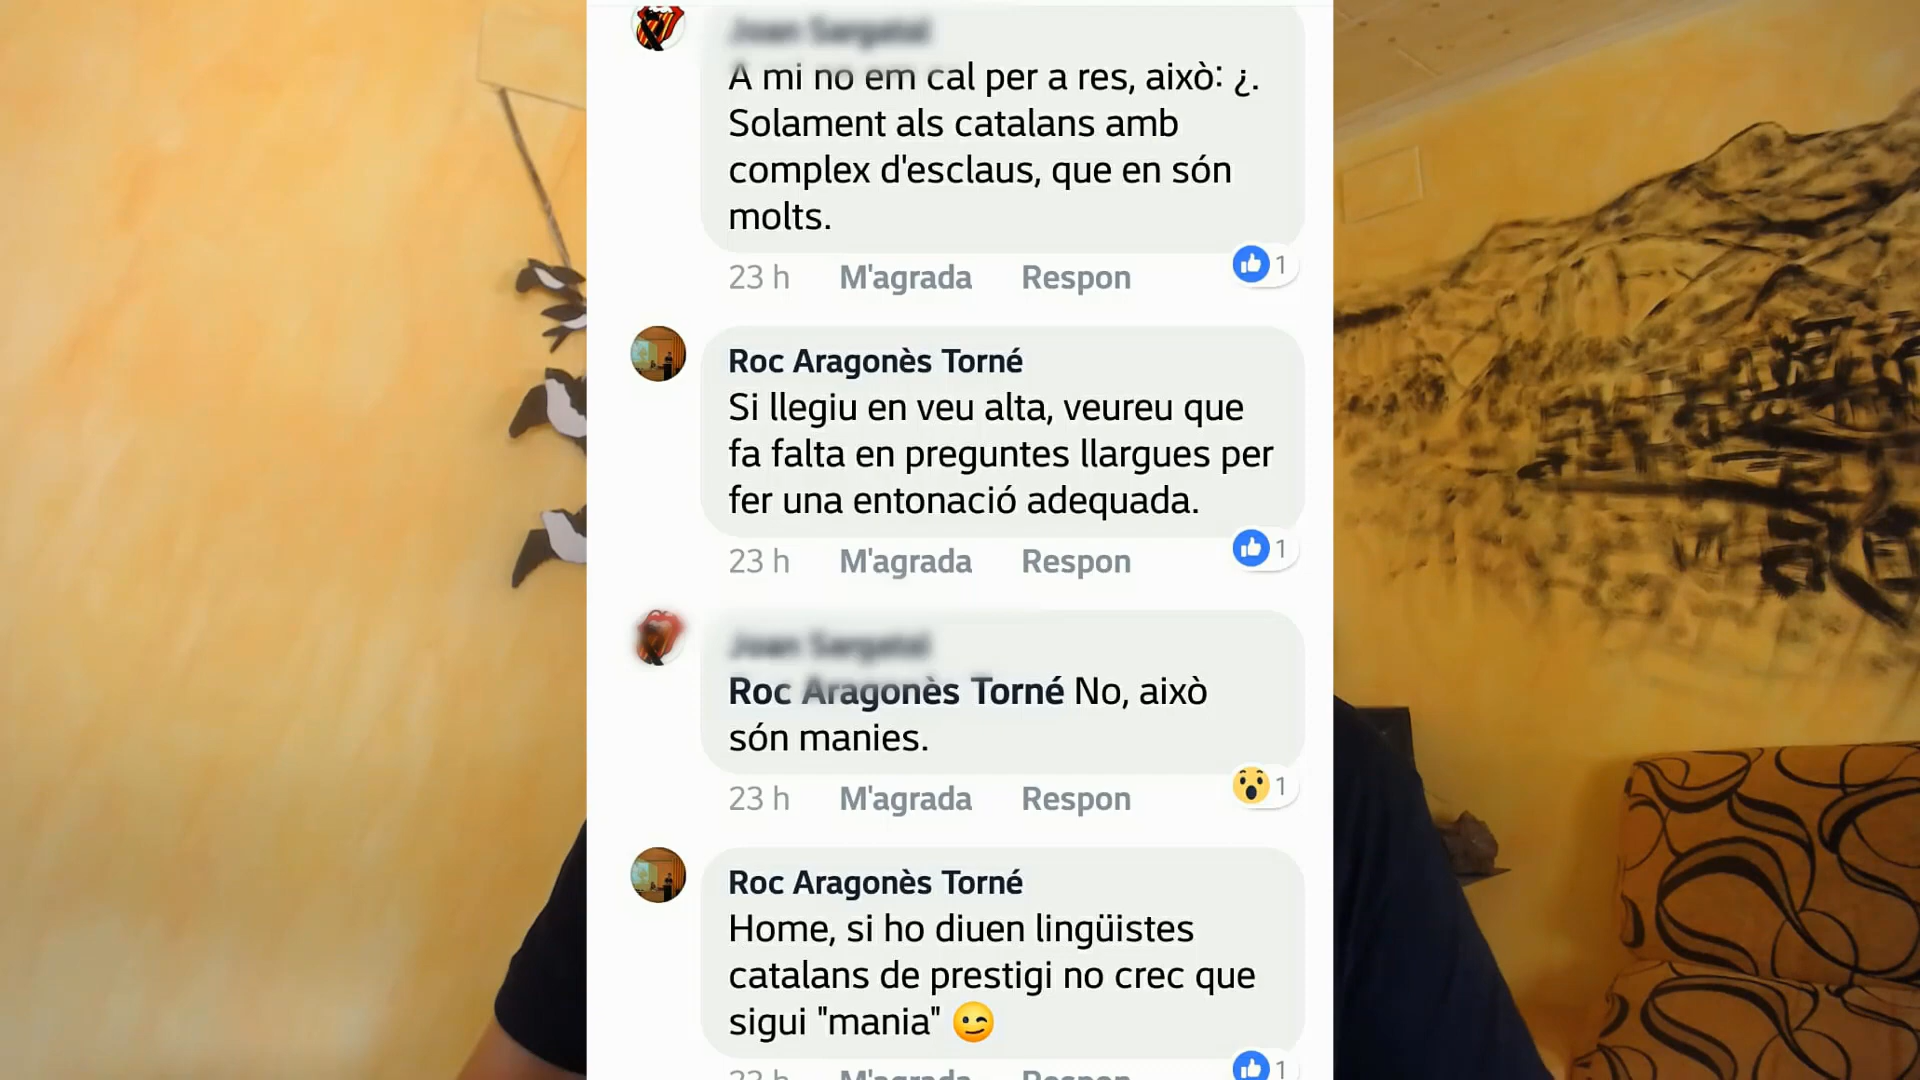 A mi no em cal per a res, això: ¿.
Solament als catalans amb
complex d'esclaus, que en són
molts.
23 h M'agrada Respon 1
Roc Aragonès Torné
Si llegiu en veu alta, veureu que
fa falta en preguntes llargues per
fer una entonació adequada.
23 h M'agrada Respon 1
Roc Aragonès Torné No, això
són manies.
23 h M'agrada Respon 1
Roc Aragonès Torné
Home, si ho diuen lingüistes
catalans de prestigi no crec que
sigui "mania" 😉
23 h M'agrada Respon 1